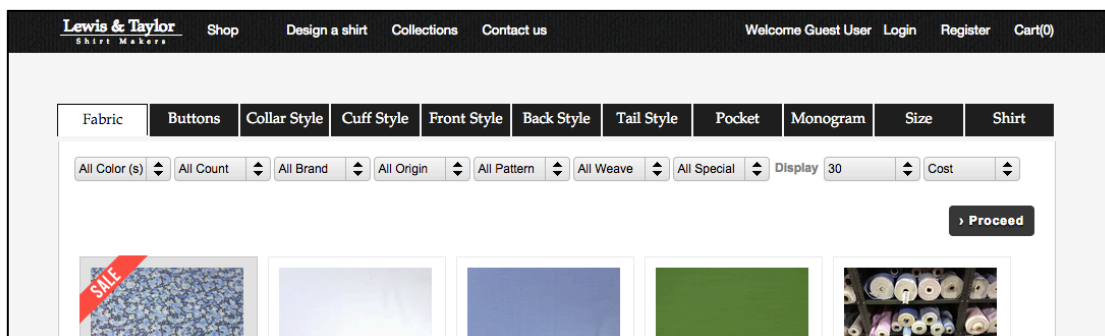 Lewis & Taylor Shop Design a shirt Collections Contact us Welcome Guest User Login Register Cart(0)
Shirt Makers
Fabric Buttons Collar Style Cuff Style Front Style Back Style Tail Style Pocket Monogram Size Shirt
All Color (s) All Count All Brand All Origin All Pattern All Weave All Special Display 30 Cost
› Proceed
SALE